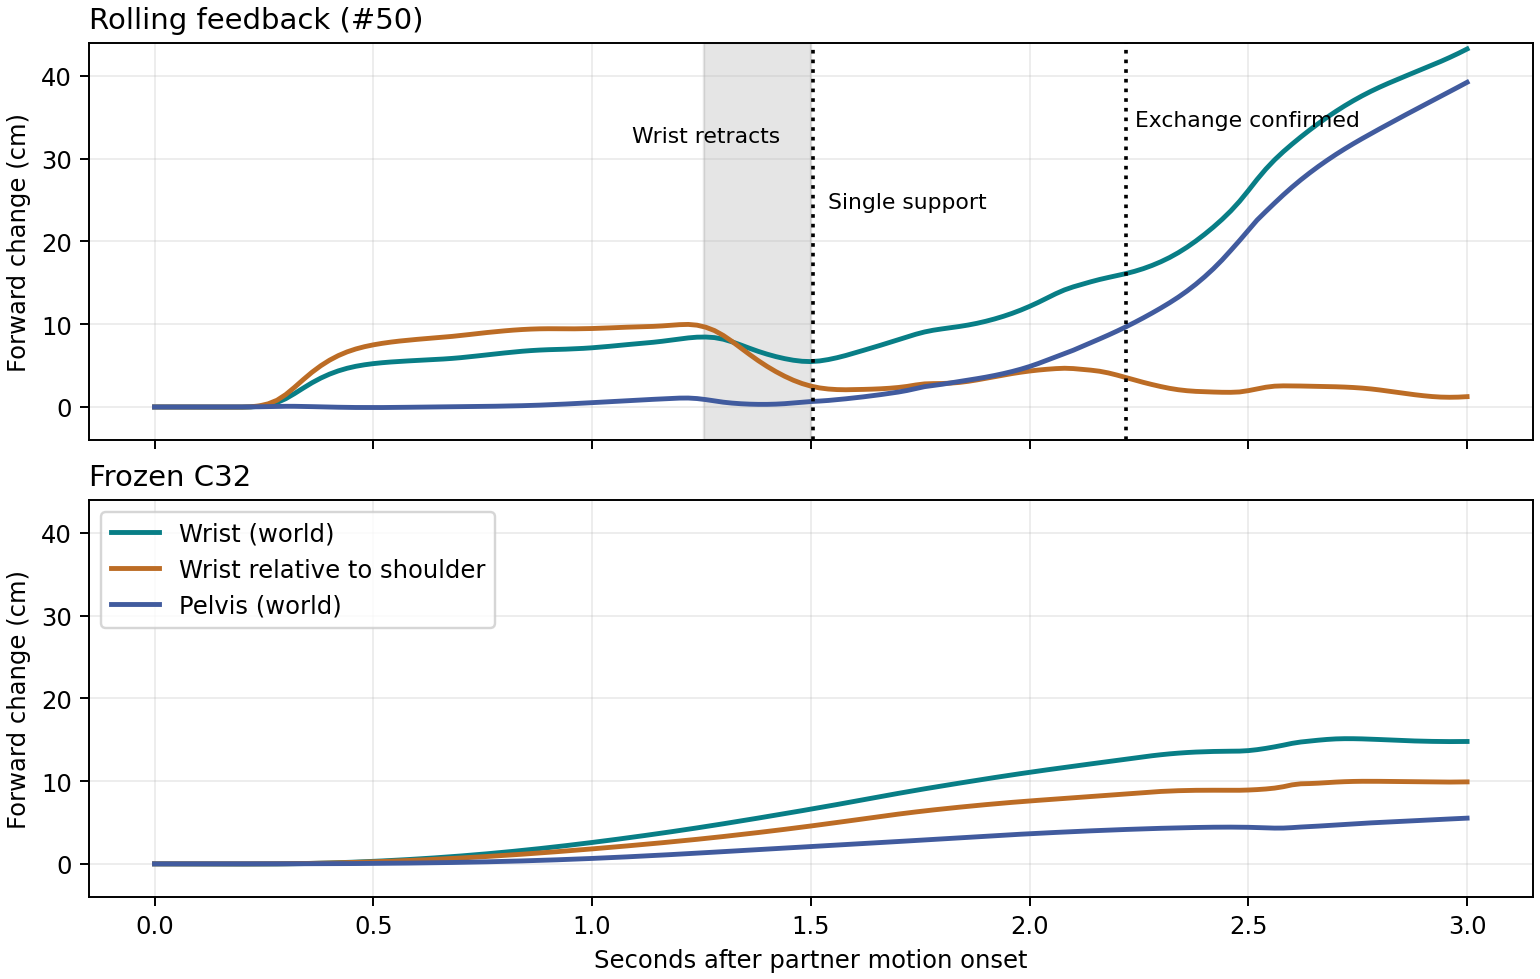 Rolling feedback (#50)
Forward change (cm)
40
30
20
10
0
Wrist retracts
Single support
Exchange confirmed
Frozen C32
Forward change (cm)
40
30
20
10
0
Wrist (world)
Wrist relative to shoulder
Pelvis (world)
0.0 0.5 1.0 1.5 2.0 2.5 3.0
Seconds after partner motion onset